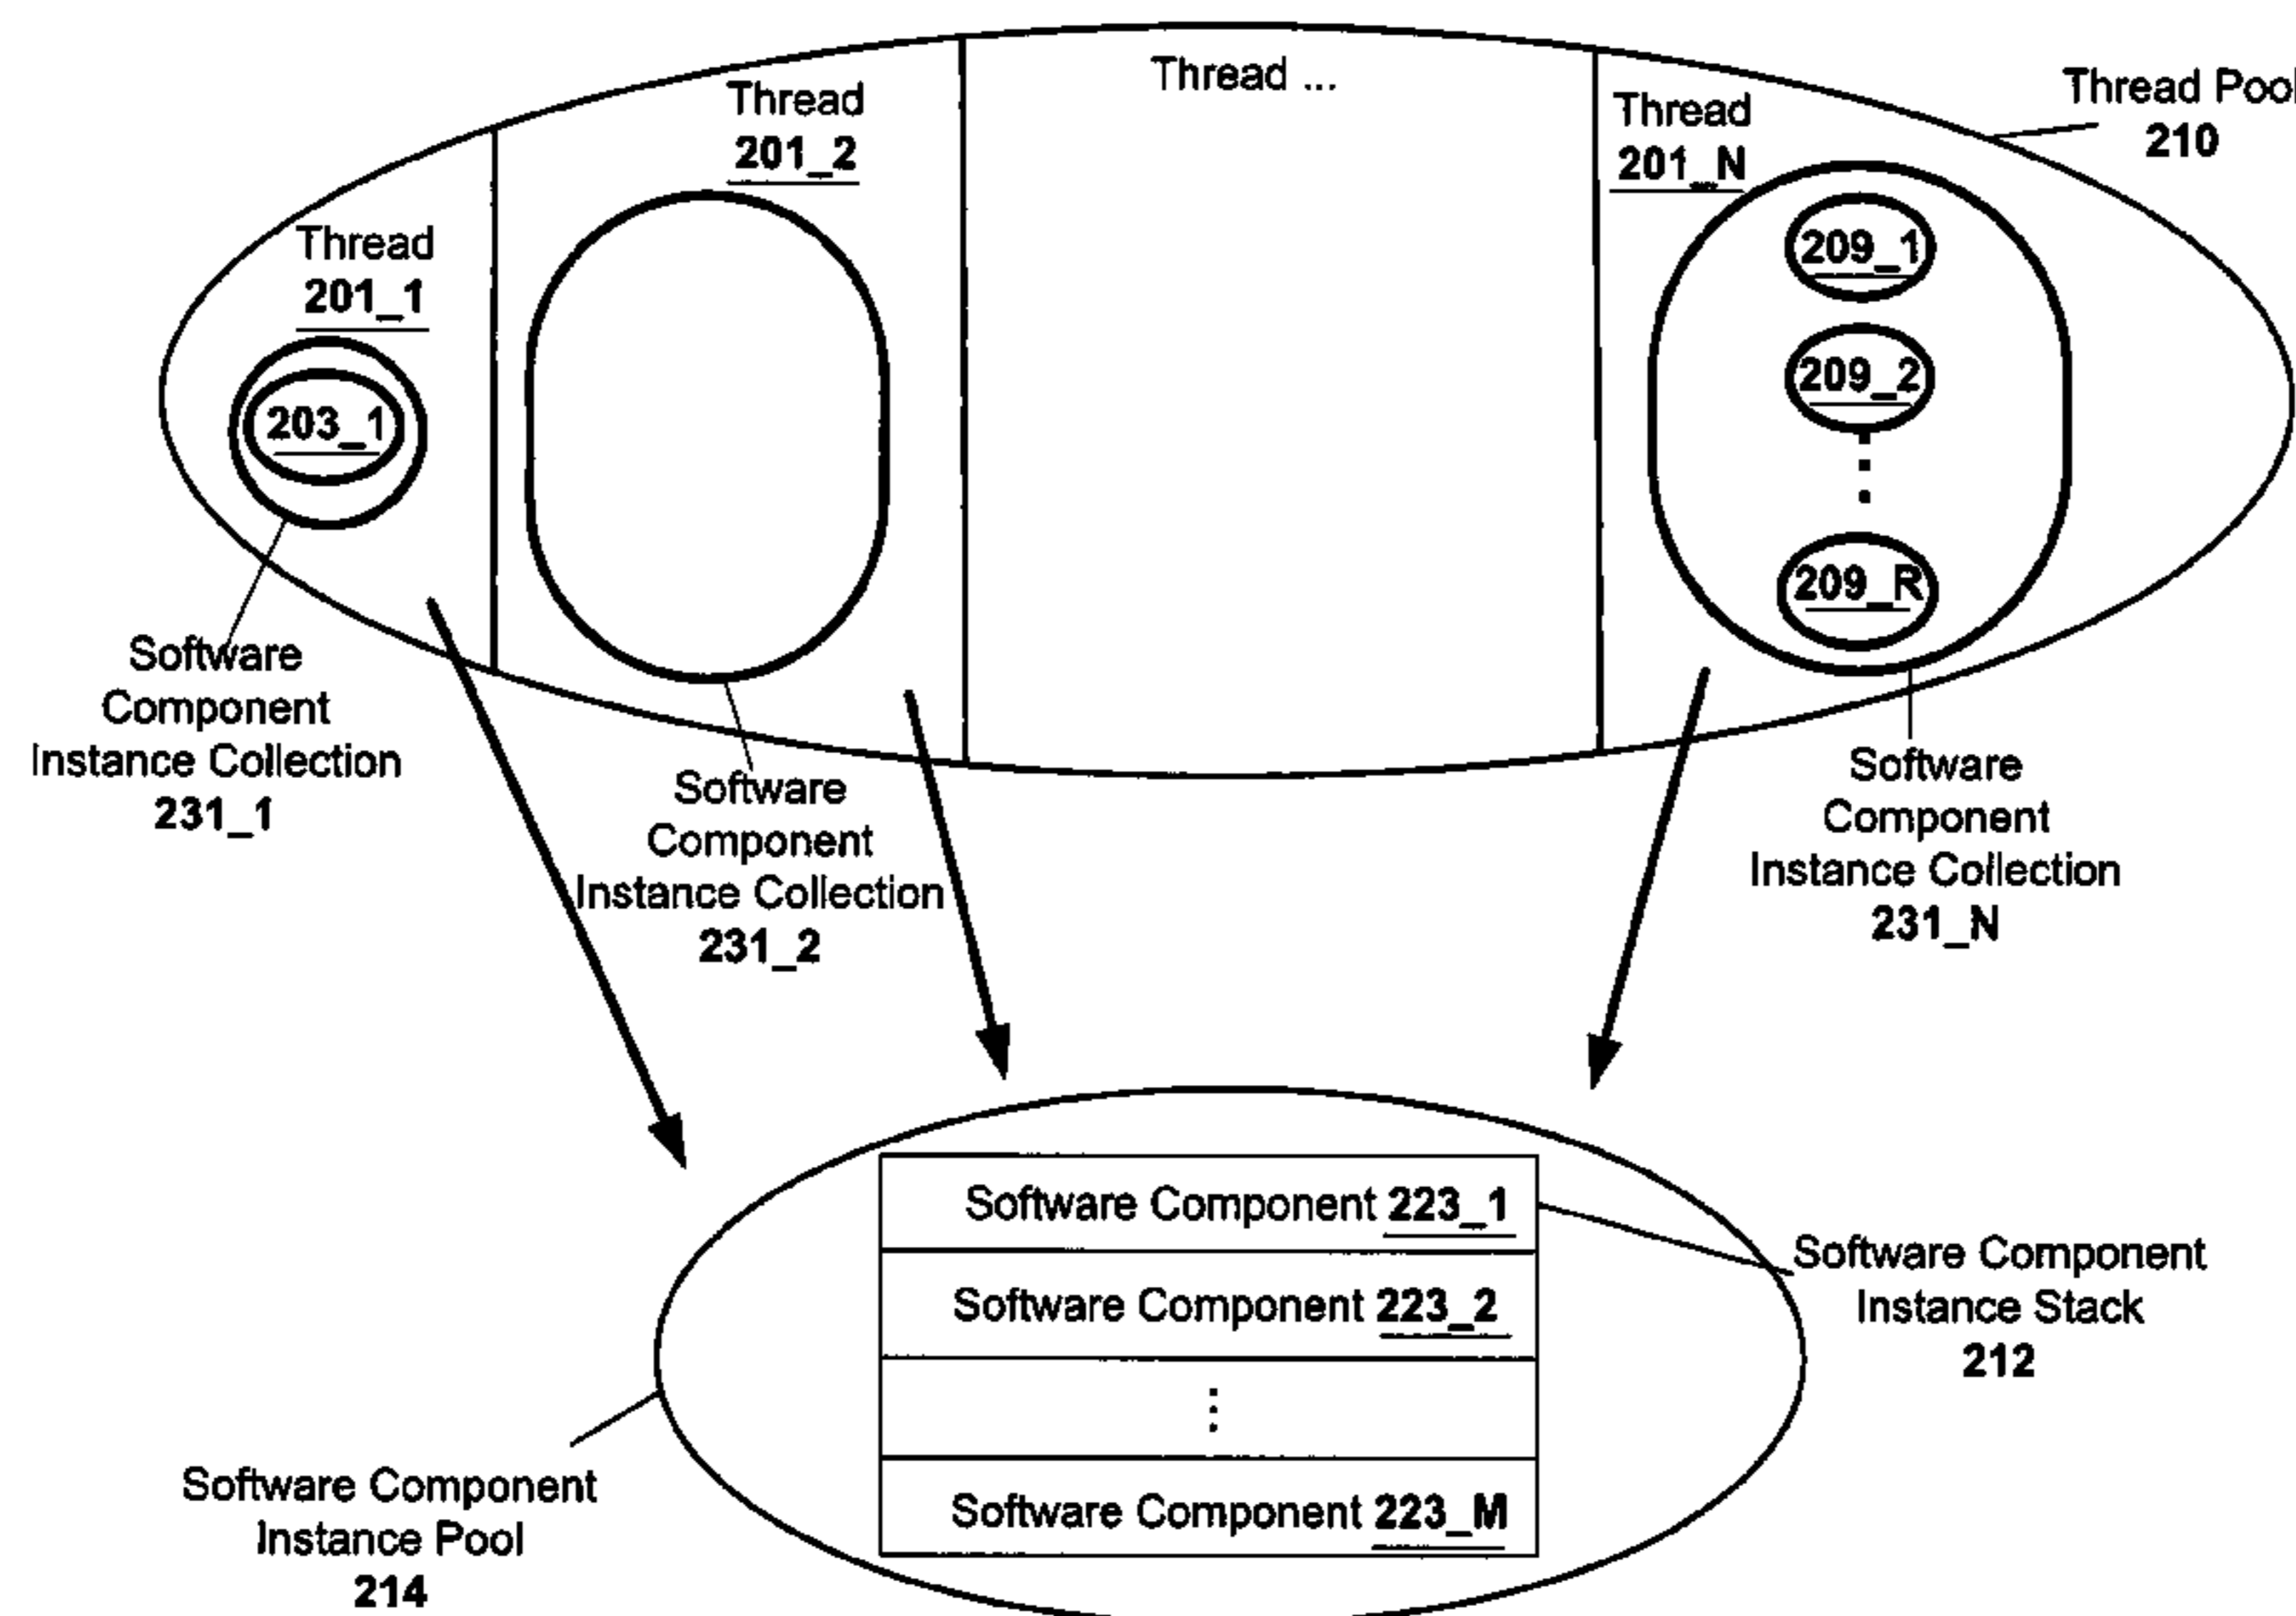 Thread ...
Thread Pool
210
Thread
201_2
Thread
201_N
Thread
201_1
209_1
209_2
203_1
209_R
Software
Component
Instance Collection
231_1
Software
Component
Instance Collection
231_2
Software
Component
Instance Collection
231_N
Software Component 223_1
Software Component 223_2
Software Component 223_M
Software Component
Instance Stack
212
Software Component
Instance Pool
214